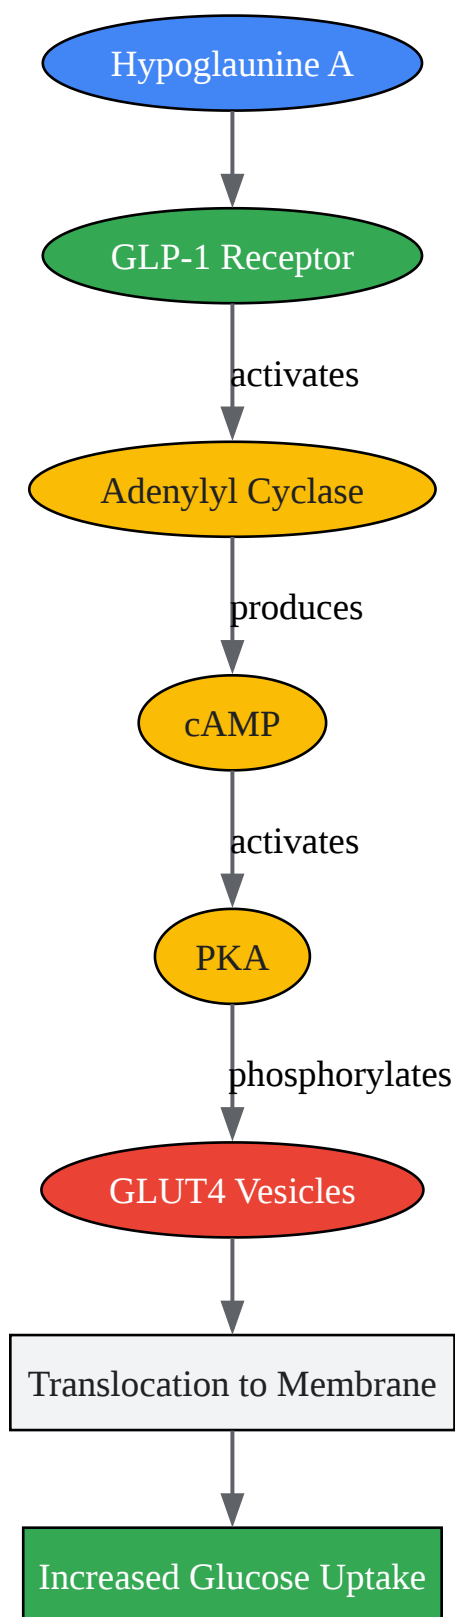 Hypoglaunine A
GLP-1 Receptor
activates
Adenylyl Cyclase
produces
cAMP
activates
PKA
phosphorylates
GLUT4 Vesicles
Translocation to Membrane
Increased Glucose Uptake